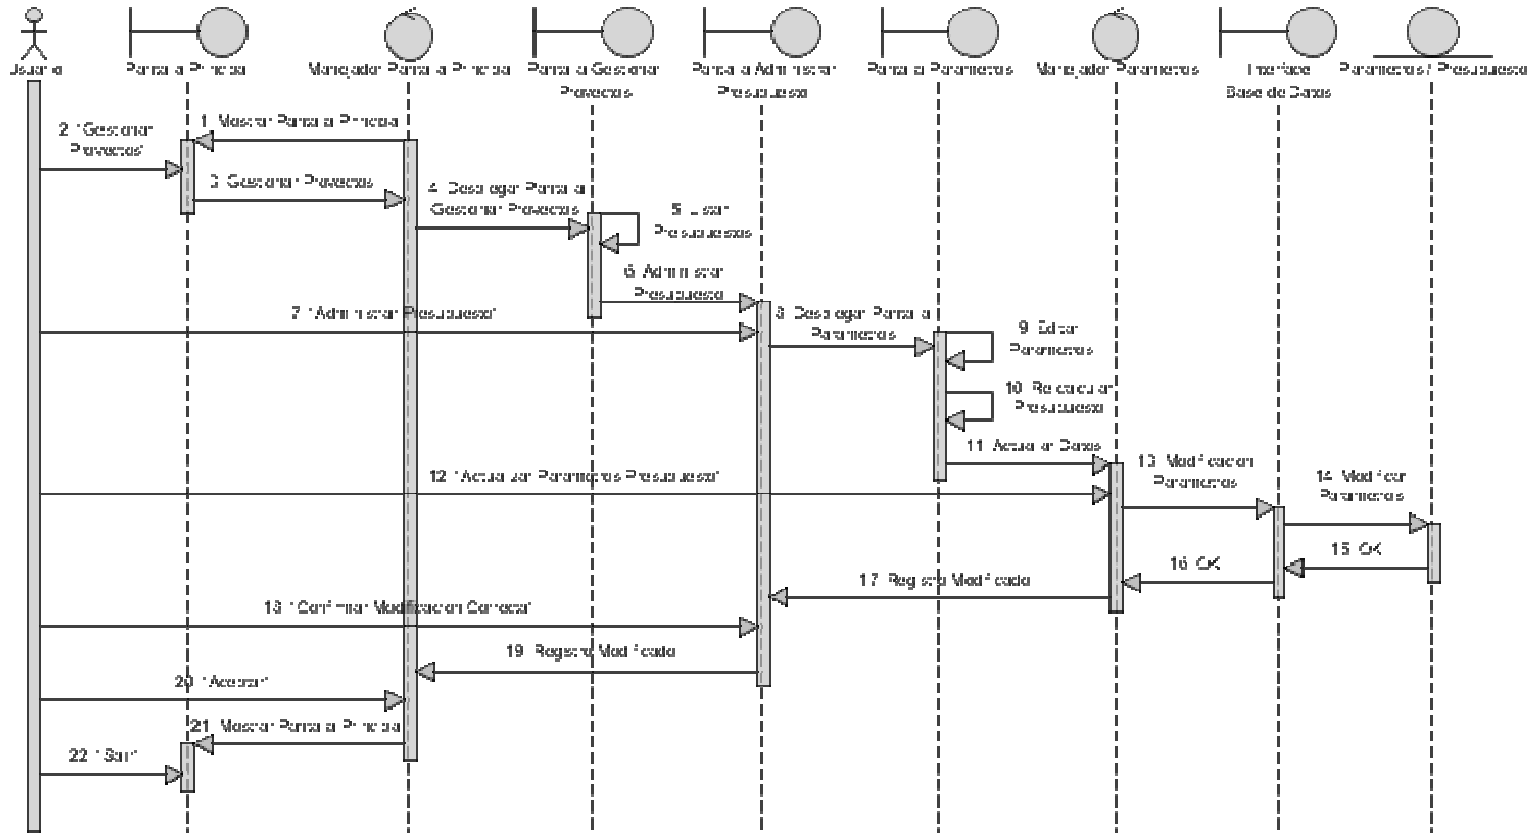 Usuario
Pantalla Principal
Manejador Pantalla Principal
Pantalla Gestionar
Proyectos
Pantalla Administrar
Presupuesto
Pantalla Parametros
Manejador Parametros
Interface
Base de Datos
Parametros / Presupuesto
1 Mostrar Pantalla Principal
2 "Gestionar
Proyectos"
3 Gestionar Proyectos
4 Desplegar Pantalla
Gestionar Proyectos
5 Listar
Presupuestos
6 Administrar
Presupuesto
7 "Administrar Presupuesto"
8 Desplegar Pantalla
Parametros
9 Editar
Parametros
10 Recalcular
Presupuesto
11 Actualizar Datos
12 "Actualizar Parametros Presupuesto"
13 Modificacion
Parametros
14 Modificar
Parametros
15 OK
16 OK
17 Registro Modificado
18 "Confirmar Modificacion Correcta"
19 Registro Modificado
20 "Aceptar"
21 Mostrar Pantalla Principal
22 "Salir"